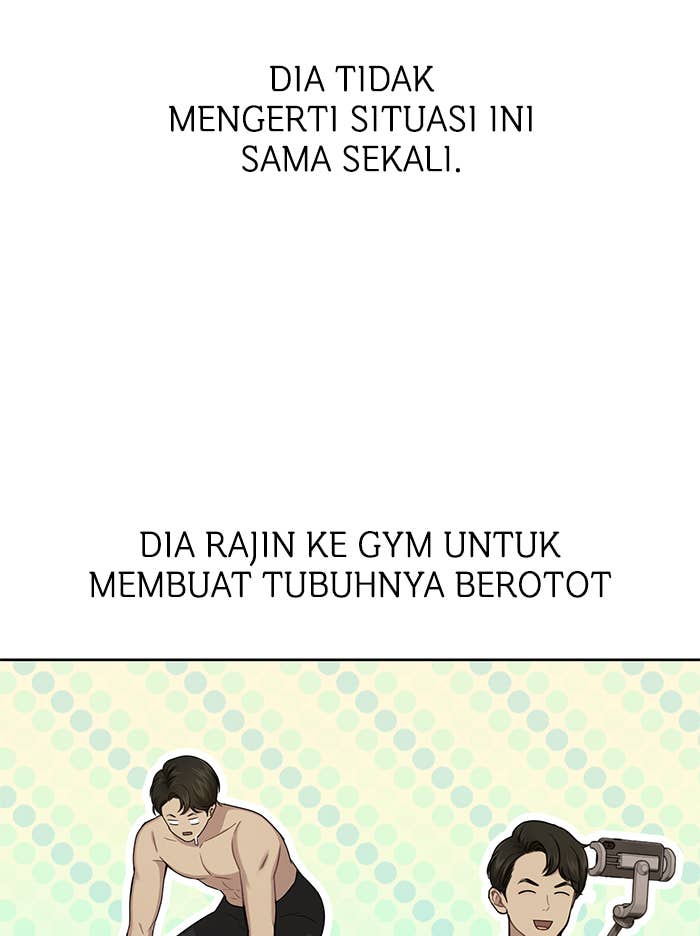 DIA TIDAK
MENGERTI SITUASI INI
SAMA SEKALI.
DIA RAJIN KE GYM UNTUK
MEMBUAT TUBUHNYA BEROTOT